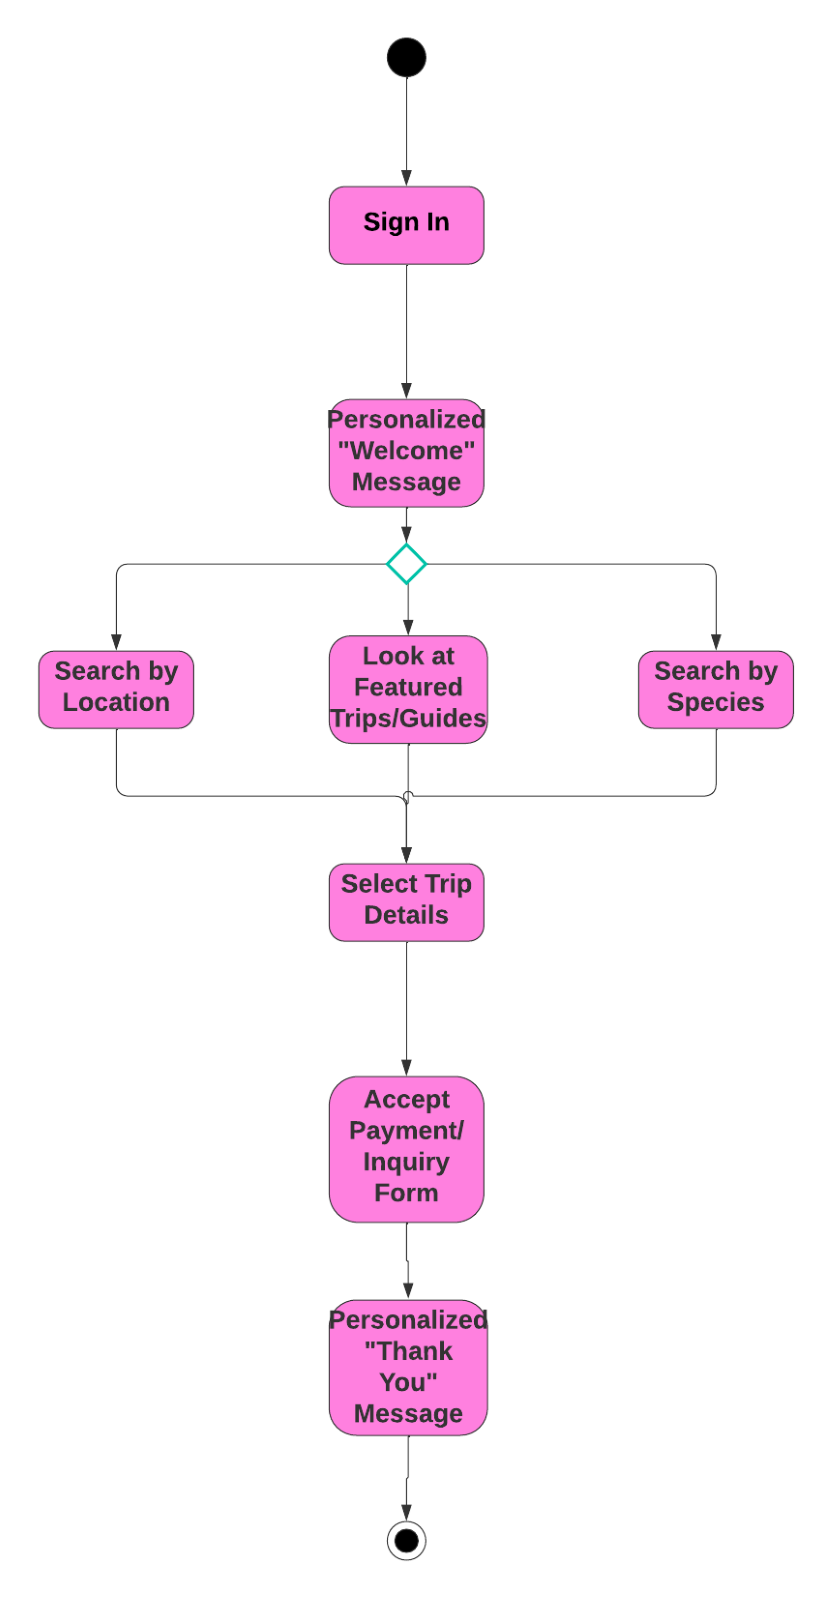 Sign In
Personalized
"Welcome"
Message
Search by
Location
Look at
Featured
Trips/Guides
Search by
Species
Select Trip
Details
Accept
Payment/
Inquiry
Form
Personalized
"Thank
You"
Message